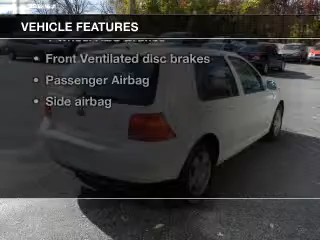 VEHICLE FEATURES
• Front Ventilated disc brakes
• Passenger Airbag
• Side airbag